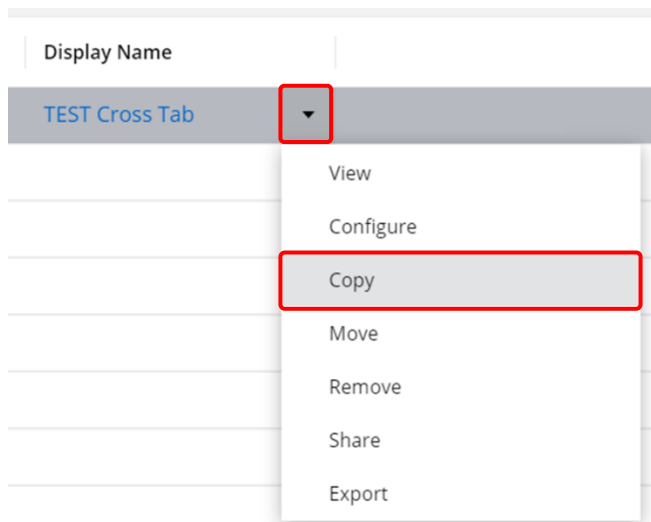 Display Name
TEST Cross Tab
View
Configure
Copy
Move
Remove
Share
Export